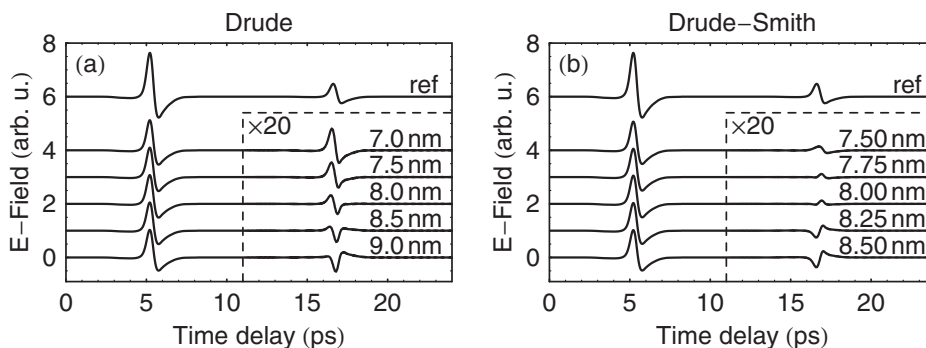 Drude
(a)
ref
×20
7.0 nm
7.5 nm
8.0 nm
8.5 nm
9.0 nm
8
6
4
2
0
E−Field (arb. u.)
0 5 10 15 20
Time delay (ps)
Drude−Smith
(b)
ref
×20
7.50 nm
7.75 nm
8.00 nm
8.25 nm
8.50 nm
8
6
4
2
0
E−Field (arb. u.)
0 5 10 15 20
Time delay (ps)